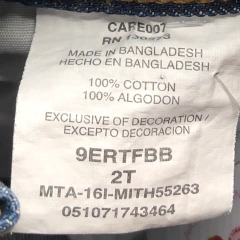 CARE007
RN
MADE IN BANGLADESH
HECHO EN BANGLADESH
100% COTTON
100% ALGODON
EXCLUSIVE OF DECORATION /
EXCEPTO DECORACION
9ERTFBB
2T
MTA-16I-MITH55263
051071743464